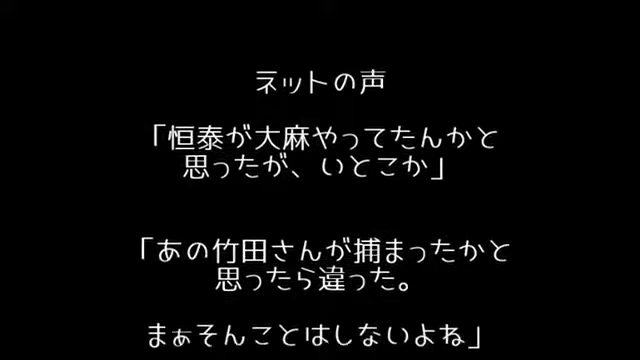 ネットの声
「恒泰が大麻やってたんかと
思ったが、いとこか」
「あの竹田さんが捕まったかと
思ったら違った。
まぁそんことはしないよね」